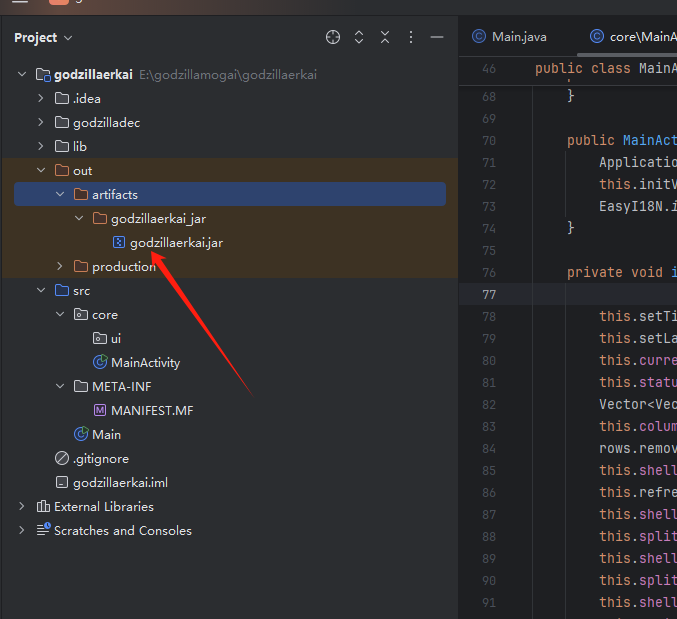 Project
godzillaerkai E:\godzillamogai\godzillaerkai
.idea
godzilladec
lib
out
artifacts
godzillaerkai_jar
godzillaerkai.jar
production
src
core
ui
MainActivity
META-INF
MANIFEST.MF
Main
.gitignore
godzillaerkai.iml
External Libraries
Scratches and Consoles
Main.java core\MainA
46 public class MainA
68 }
69
70 public MainAct
71 Applicatio
72 this.initV
73 EasyI18N.i
74 }
75
76 private void i
77
78 this.setTi
79 this.setLa
80 this.curre
81 this.statu
82 Vector<Vec
83 this.colum
84 rows.remov
85 this.shell
86 this.refre
87 this.shell
88 this.split
89 this.shell
90 this.split
91 this.shell